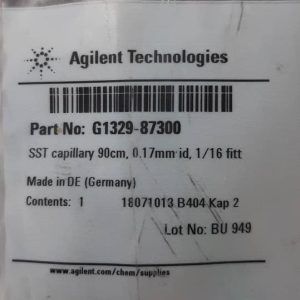 Agilent Technologies
Part No: G1329-87300
SST capillary 90cm, 0.17mm id, 1/16 fitt
Made in DE (Germany)
Contents: 1 18071013 B404 Kap 2
Lot No: BU 949
www.agilent.com/chem/supplies